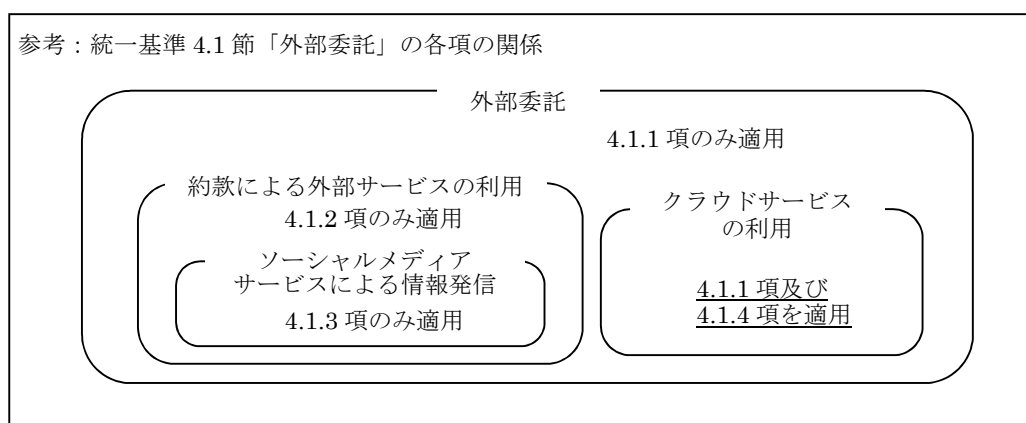 参考：統一基準 4.1 節「外部委託」の各項の関係
外部委託
4.1.1 項のみ適用
約款による外部サービスの利用
4.1.2 項のみ適用
ソーシャルメディア
サービスによる情報発信
4.1.3 項のみ適用
クラウドサービス
の利用
4.1.1 項及び
4.1.4 項を適用